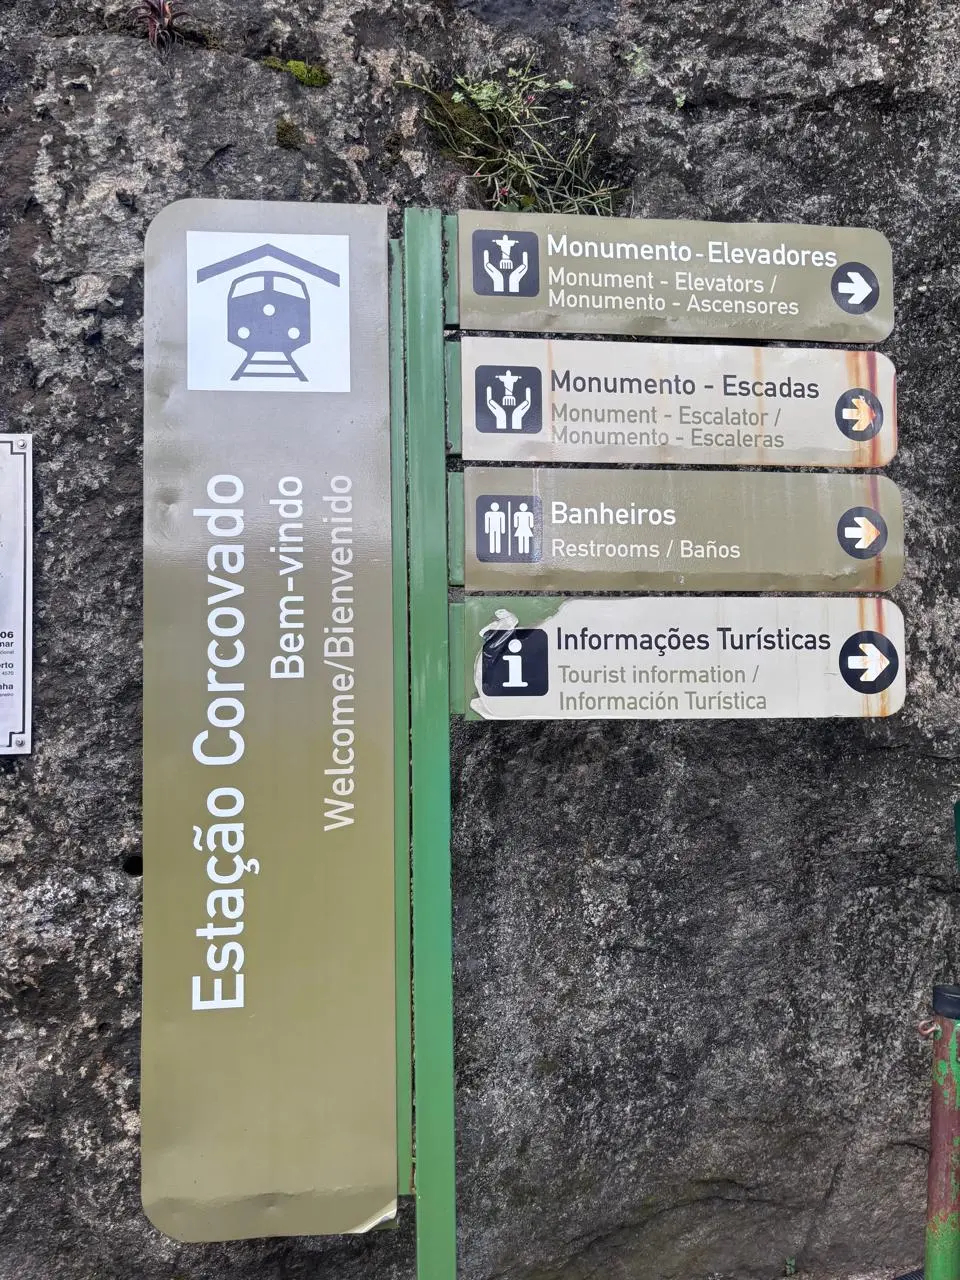 Estação Corcovado
Bem-vindo
Welcome/Bienvenido
Monumento - Elevadores
Monument - Elevators /
Monumento - Ascensores
Monumento - Escadas
Monument - Escalator /
Monumento - Escaleras
Banheiros
Restrooms / Baños
Informações Turísticas
Tourist information /
Información Turística
06